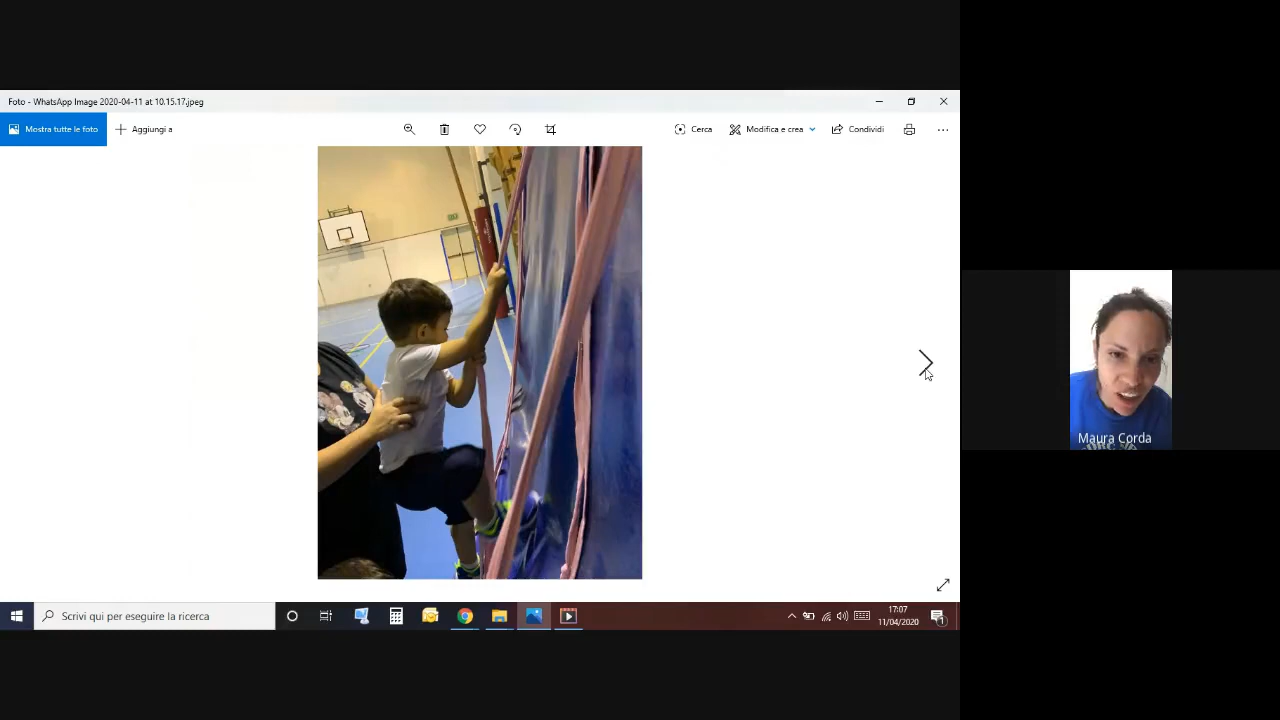 Foto - WhatsApp Image 2020-04-11 at 10.15.17.jpeg
Mostra tutte le foto
Aggiungi a
Cerca
Modifica e crea
Condividi
Maura Corda
Scrivi qui per eseguire la ricerca
17:07
11/04/2020
1